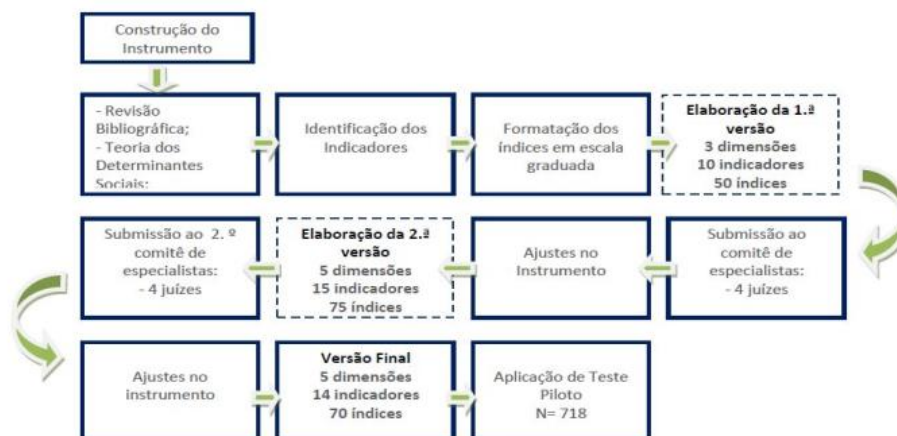 Construção do
Instrumento
- Revisão
Bibliográfica;
- Teoria dos
Determinantes
Sociais;
Identificação dos
Indicadores
Formatação dos
índices em escala
graduada
Elaboração da 1.ª
versão
3 dimensões
10 indicadores
50 índices
Submissão ao
comitê de
especialistas:
- 4 juízes
Ajustes no
Instrumento
Elaboração da 2.ª
versão
5 dimensões
15 indicadores
75 índices
Submissão ao 2. º
comitê de
especialistas:
- 4 juízes
Ajustes no
instrumento
Versão Final
5 dimensões
14 indicadores
70 índices
Aplicação de Teste
Piloto
N= 718